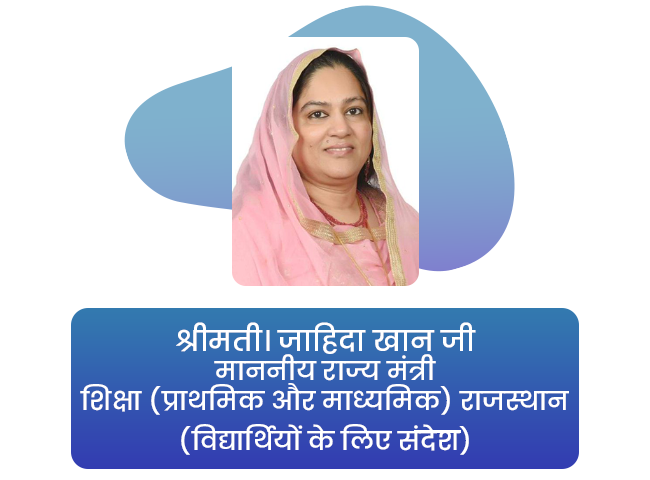 श्रीमती। जाहिदा खान जी
माननीय राज्य मंत्री
शिक्षा (प्राथमिक और माध्यमिक) राजस्थान
(विद्यार्थियों के लिए संदेश)